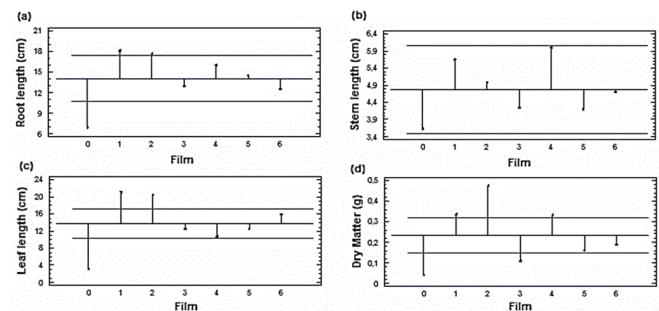 (a)
Root length (cm)
21
18
15
12
9
6
0 1 2 3 4 5 6
Film
(b)
Stem length (cm)
6,4
5,9
5,4
4,9
4,4
3,9
3,4
0 1 2 3 4 5 6
Film
(c)
Leaf length (cm)
24
20
16
12
8
4
0
0 1 2 3 4 5 6
Film
(d)
Dry Matter (g)
0,5
0,4
0,3
0,2
0,1
0
0 1 2 3 4 5 6
Film